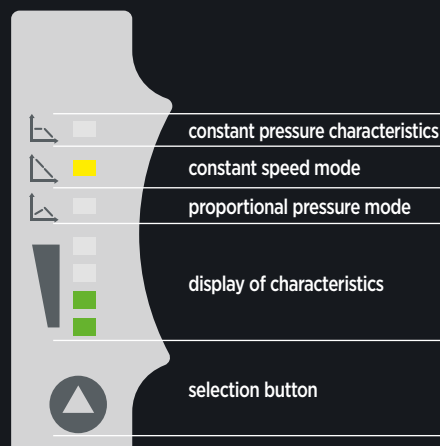 constant pressure characteristics
constant speed mode
proportional pressure mode
display of characteristics
selection button